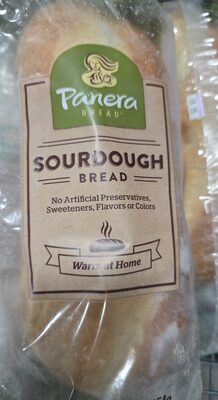 Panera
BREAD®
SOURDOUGH
BREAD
No Artificial Preservatives,
Sweeteners, Flavors or Colors
Warm at Home